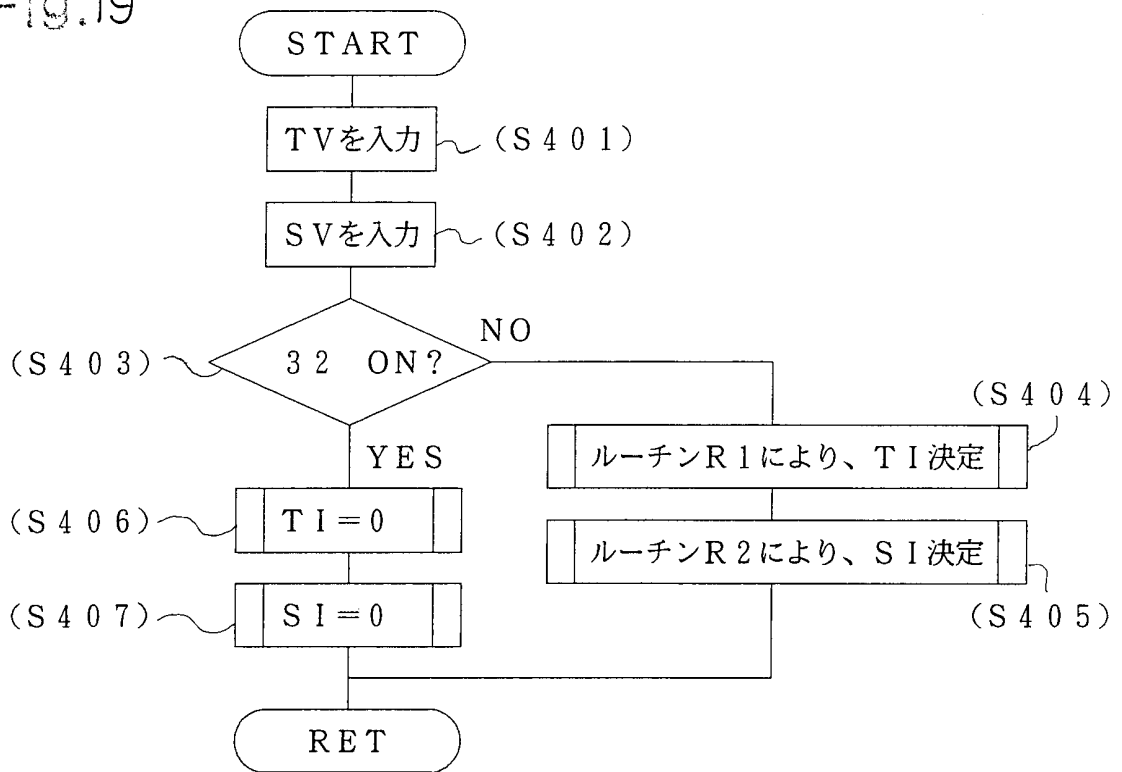 Fig.19
START
TVを入力 (S401)
SVを入力 (S402)
NO
(S403) 32 ON?
(S404)
YES
ルーチンR1により、TI決定
(S406) TI=0
ルーチンR2により、SI決定
(S407) SI=0
(S405)
RET